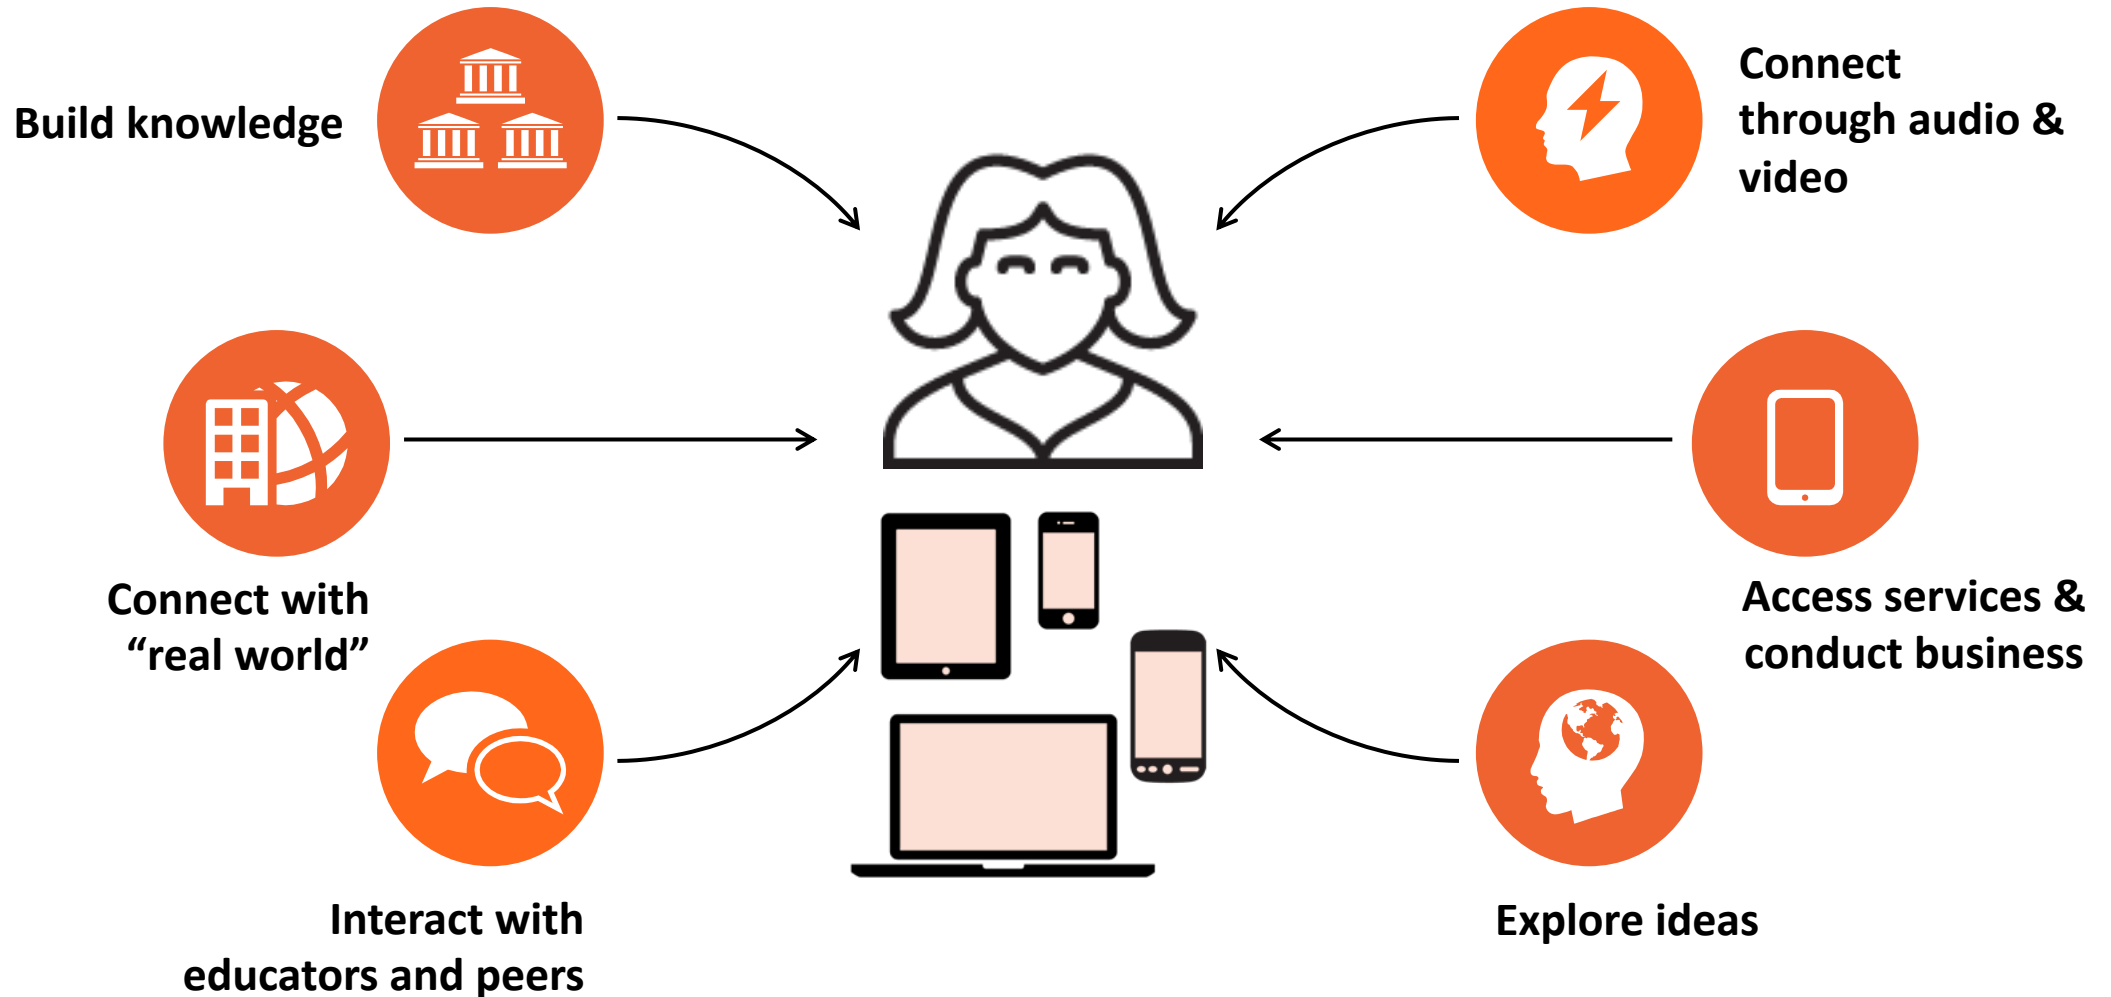 Build knowledge
Connect
through audio &
video
Connect with
“real world”
Access services &
conduct business
Interact with
educators and peers
Explore ideas